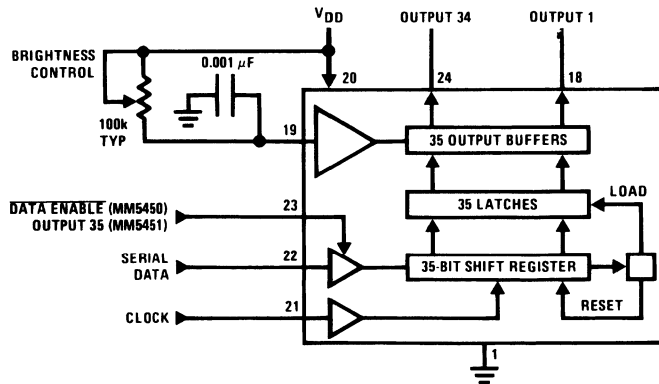 VDD
OUTPUT 34
OUTPUT 1
BRIGHTNESS
CONTROL
0.001 μF
20
24
18
100k
TYP
19
35 OUTPUT BUFFERS
DATA ENABLE (MM5450)
OUTPUT 35 (MM5451)
23
35 LATCHES
LOAD
SERIAL
DATA
22
35-BIT SHIFT REGISTER
CLOCK
21
RESET
1